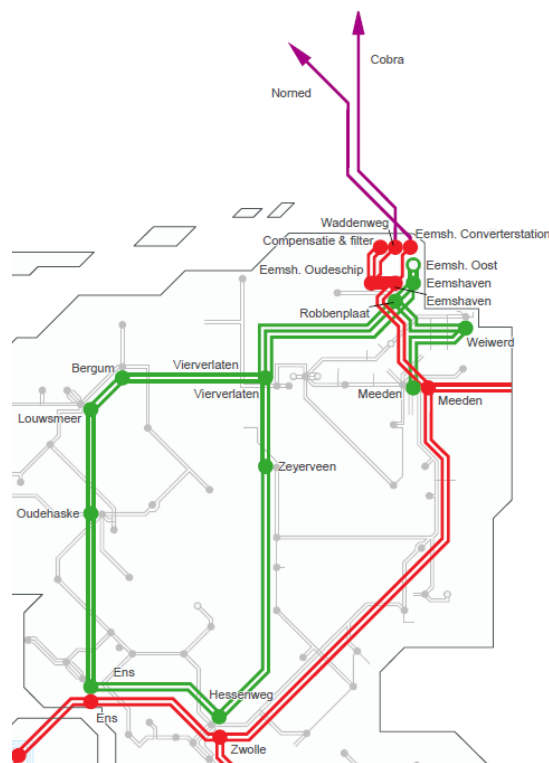 Cobra
Norned
Waddenweg
Eemsh. Converterstation
Compensatie & filter
Eemsh. Oudeschip
Eemsh. Oost
Eemshaven
Eemshaven
Robbenplaat
Weiwerd
Vierverlaten
Bergum
Vierverlaten
Meeden
Meeden
Louwsmeer
Zeyerveen
Oudehaske
Ens
Hessenweg
Ens
Zwolle